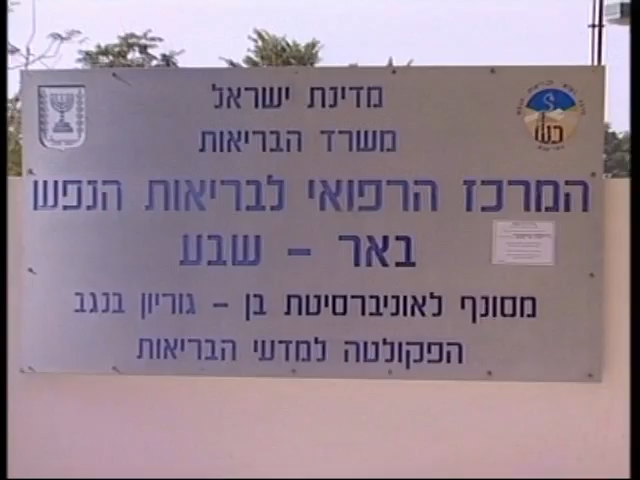 מדינת ישראל
משרד הבריאות
המרכז הרפואי לבריאות הנפש
באר - שבע
מסונף לאוניברסיטת בן - גוריון בנגב
הפקולטה למדעי הבריאות